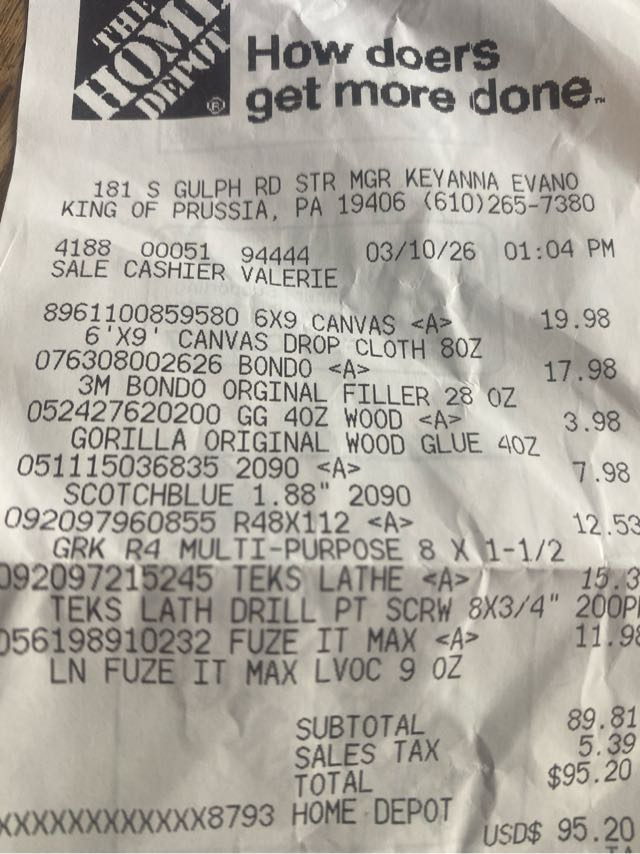 THE
HOME
DEPOT
How doers
get more done.™
181 S GULPH RD STR MGR KEYANNA EVANO
KING OF PRUSSIA, PA 19406 (610)265-7380
4188 00051 94444 03/10/26 01:04 PM
SALE CASHIER VALERIE
8961100859580 6X9 CANVAS <A> 19.98
6'X9' CANVAS DROP CLOTH 8OZ
076308002626 BONDO <A> 17.98
3M BONDO ORGINAL FILLER 28 OZ
052427620200 GG 4OZ WOOD <A> 3.98
GORILLA ORIGINAL WOOD GLUE 4OZ
051115036835 2090 <A> 7.98
SCOTCHBLUE 1.88" 2090
092097960855 R48X112 <A> 12.53
GRK R4 MULTI-PURPOSE 8 X 1-1/2
092097215245 TEKS LATHE <A> 15.3
TEKS LATH DRILL PT SCRW 8X3/4" 200P
056198910232 FUZE IT MAX <A> 11.98
LN FUZE IT MAX LVOC 9 OZ
SUBTOTAL 89.81
SALES TAX 5.39
TOTAL $95.20
XXXXXXXXXXXX8793 HOME DEPOT
USD$ 95.20